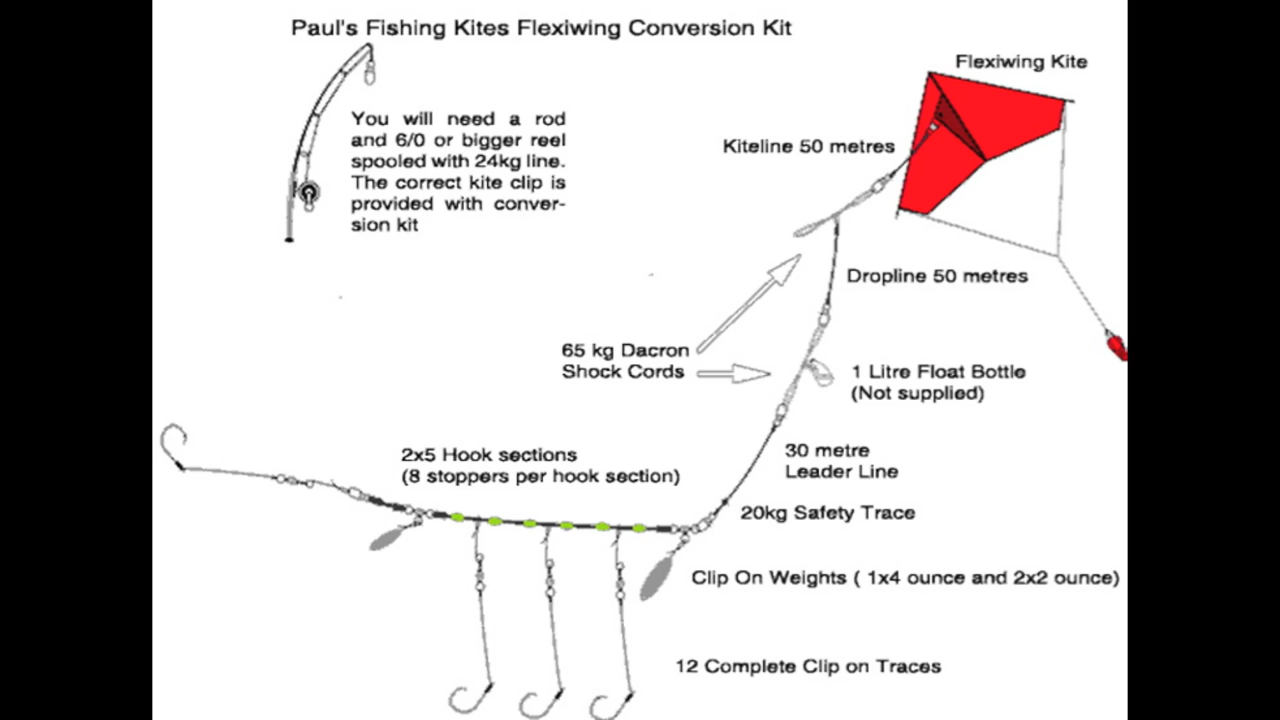 Paul's Fishing Kites Flexiwing Conversion Kit
Flexiwing Kite
You will need a rod
and 6/0 or bigger reel
spooled with 24kg line.
The correct kite clip is
provided with conver-
sion kit
Kiteline 50 metres
Dropline 50 metres
65 kg Dacron
Shock Cords
1 Litre Float Bottle
(Not supplied)
2x5 Hook sections
(8 stoppers per hook section)
30 metre
Leader Line
20kg Safety Trace
Clip On Weights ( 1x4 ounce and 2x2 ounce)
12 Complete Clip on Traces